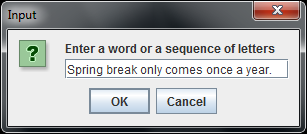 Input
Enter a word or a sequence of letters
Spring break only comes once a year.
OK Cancel